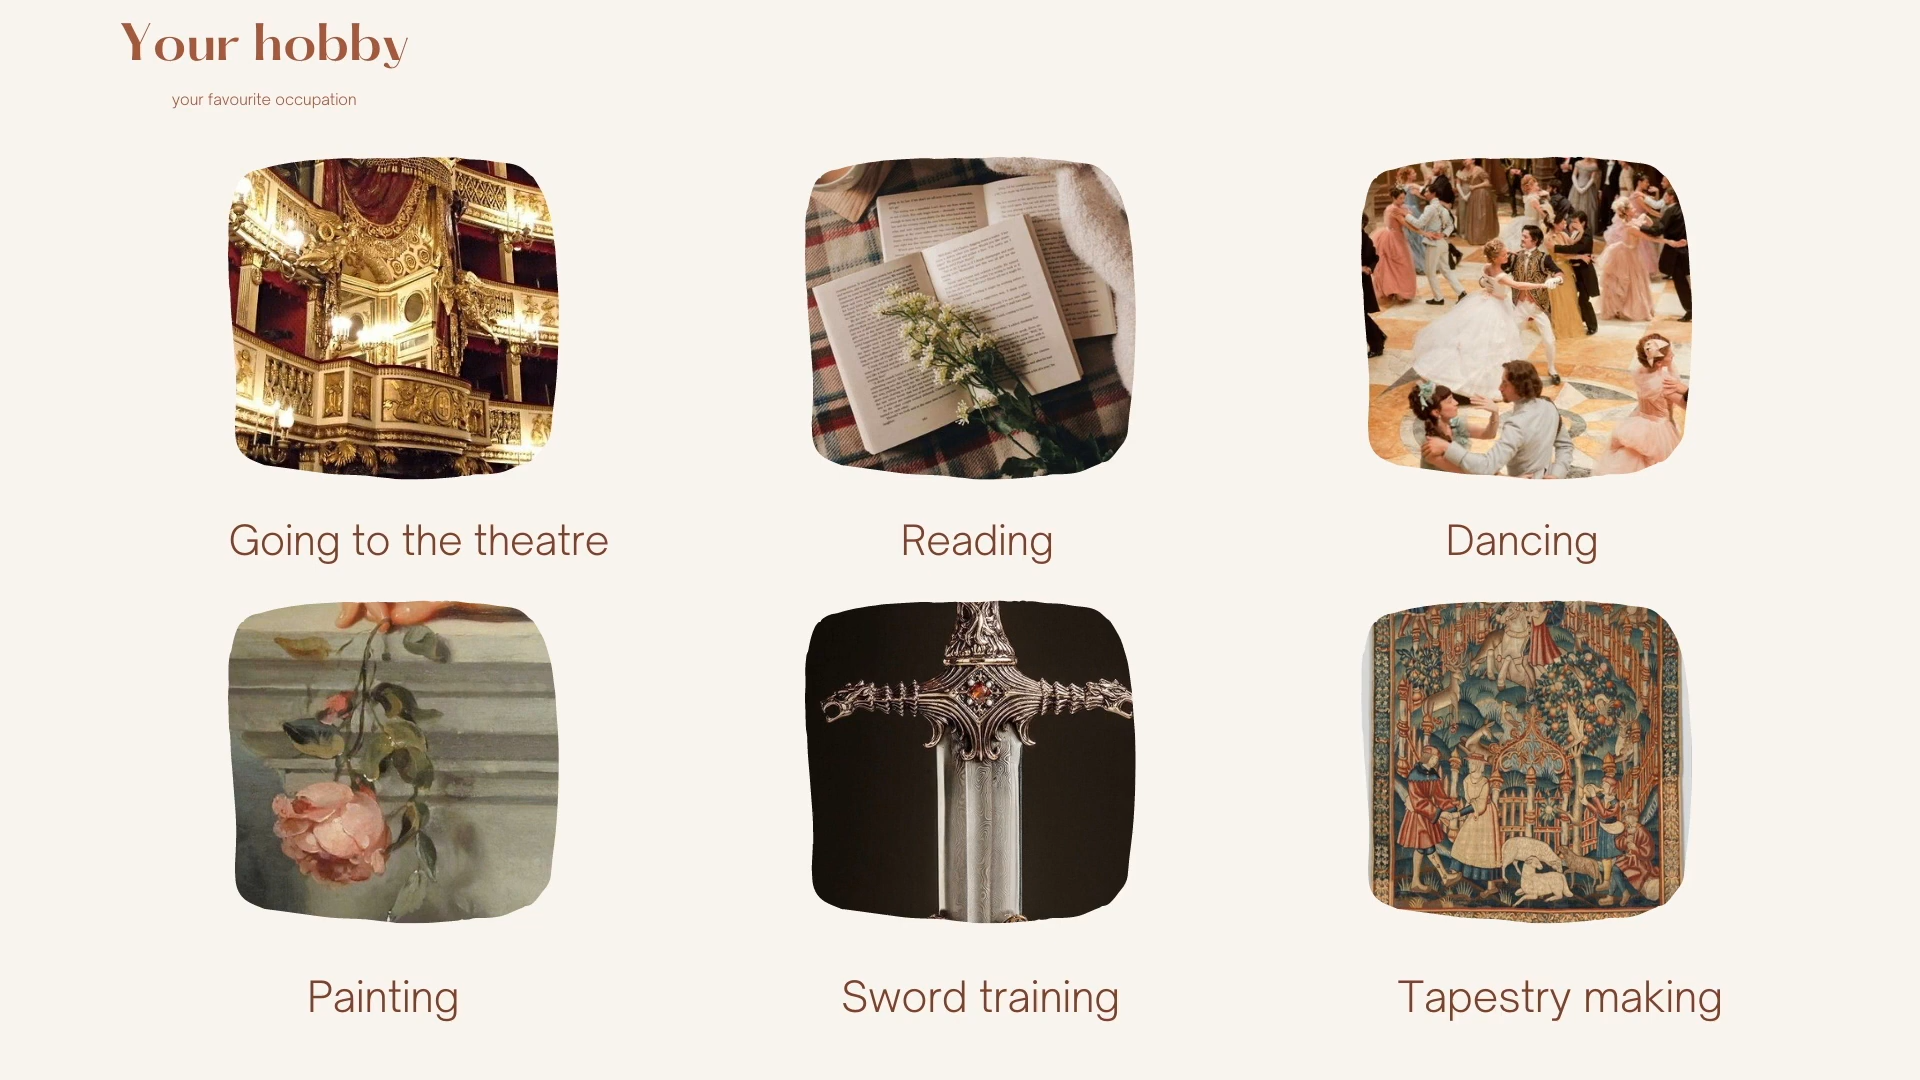 Your hobby
your favourite occupation
Going to the theatre
Reading
Dancing
Painting
Sword training
Tapestry making